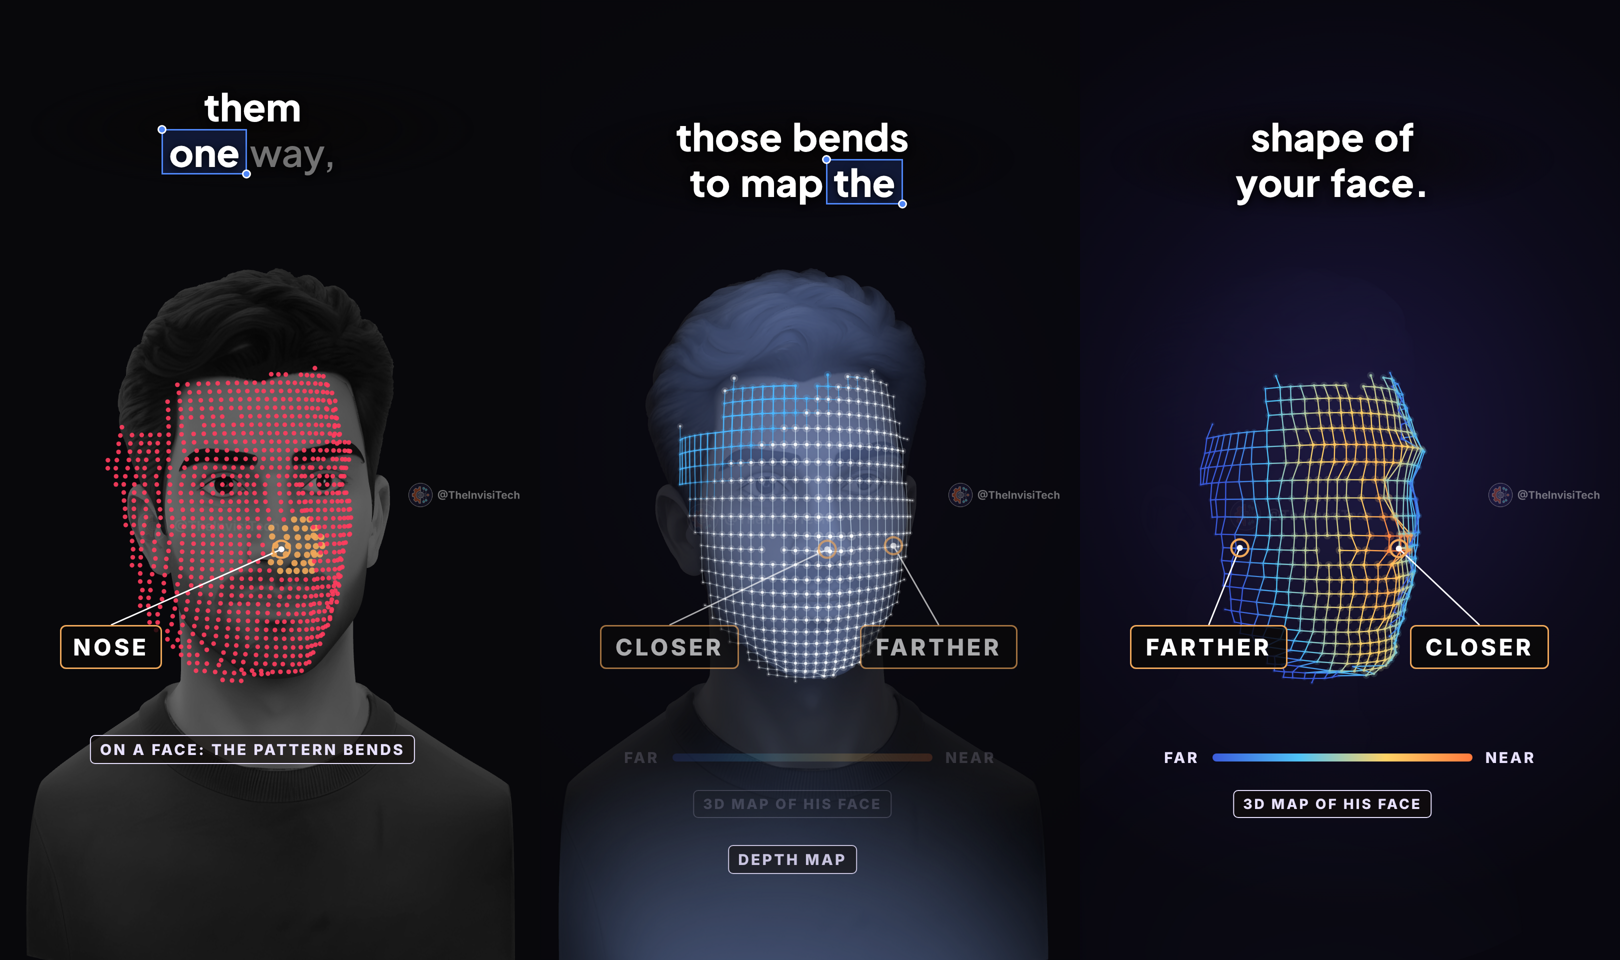 them
one way,
@TheInvisiTech
NOSE
ON A FACE: THE PATTERN BENDS
those bends
to map the
@TheInvisiTech
CLOSER
FARTHER
FAR
NEAR
3D MAP OF HIS FACE
DEPTH MAP
shape of
your face.
@TheInvisiTech
FARTHER
CLOSER
FAR
NEAR
3D MAP OF HIS FACE